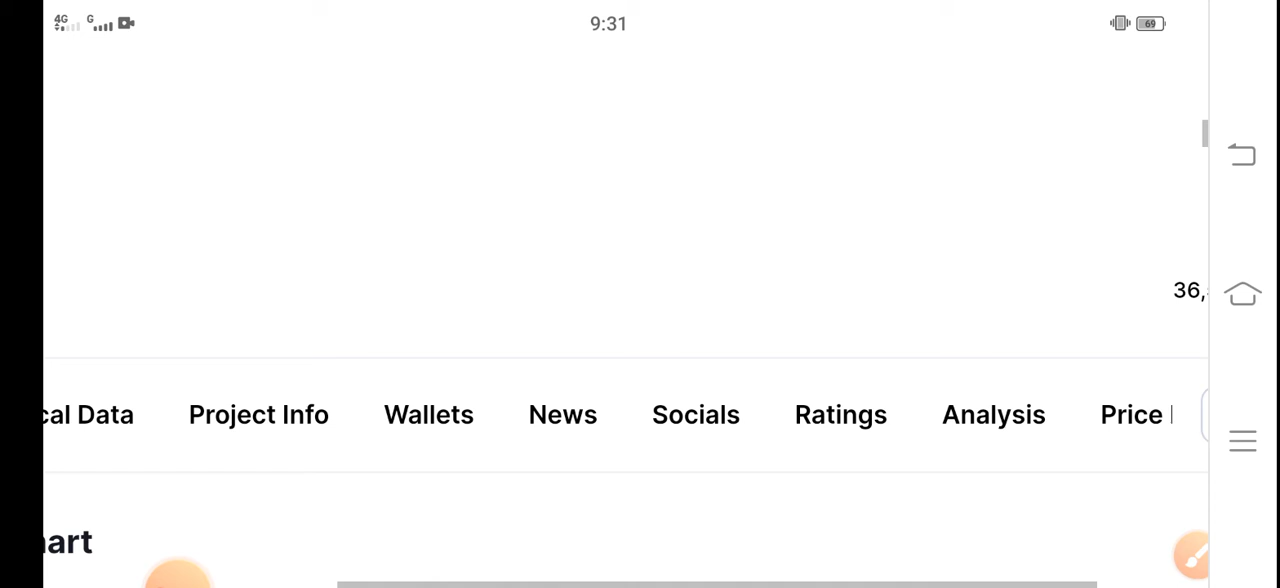 4G G 9:31 69
36,
cal Data Project Info Wallets News Socials Ratings Analysis Price
art